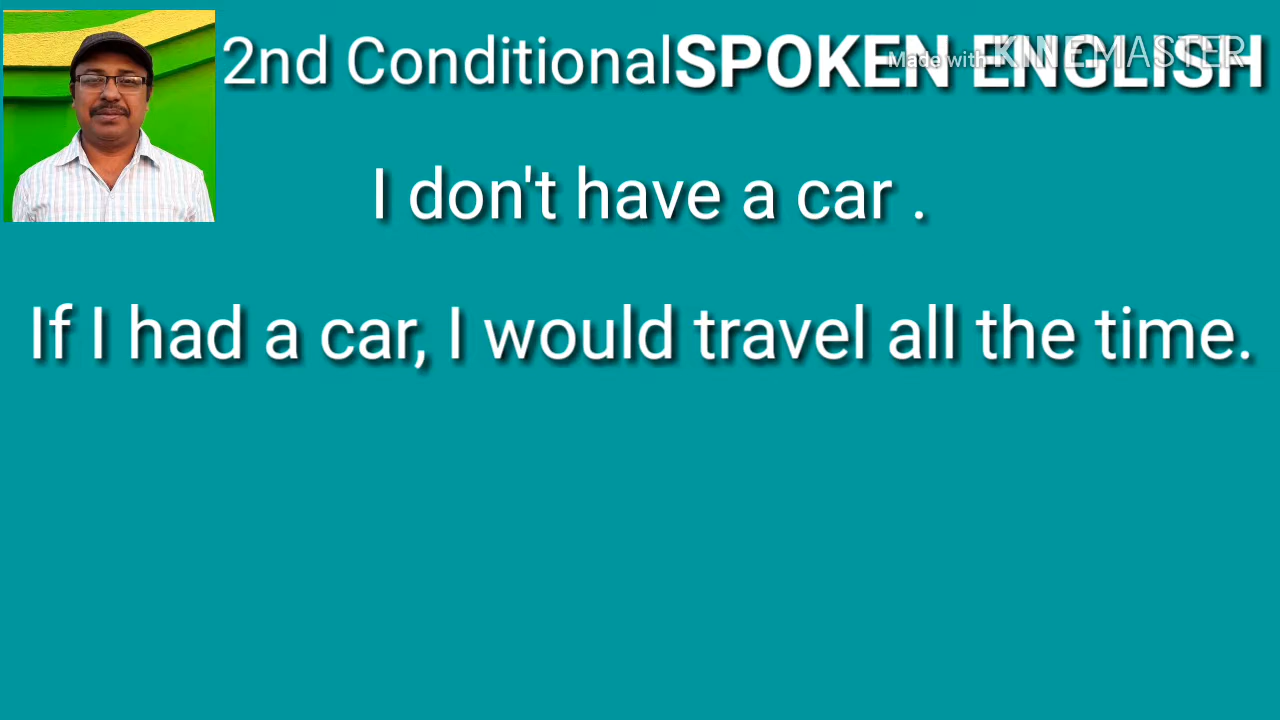 2nd Conditional SPOKEN ENGLISH
Made with KINEMASTER
I don't have a car .
If I had a car, I would travel all the time.